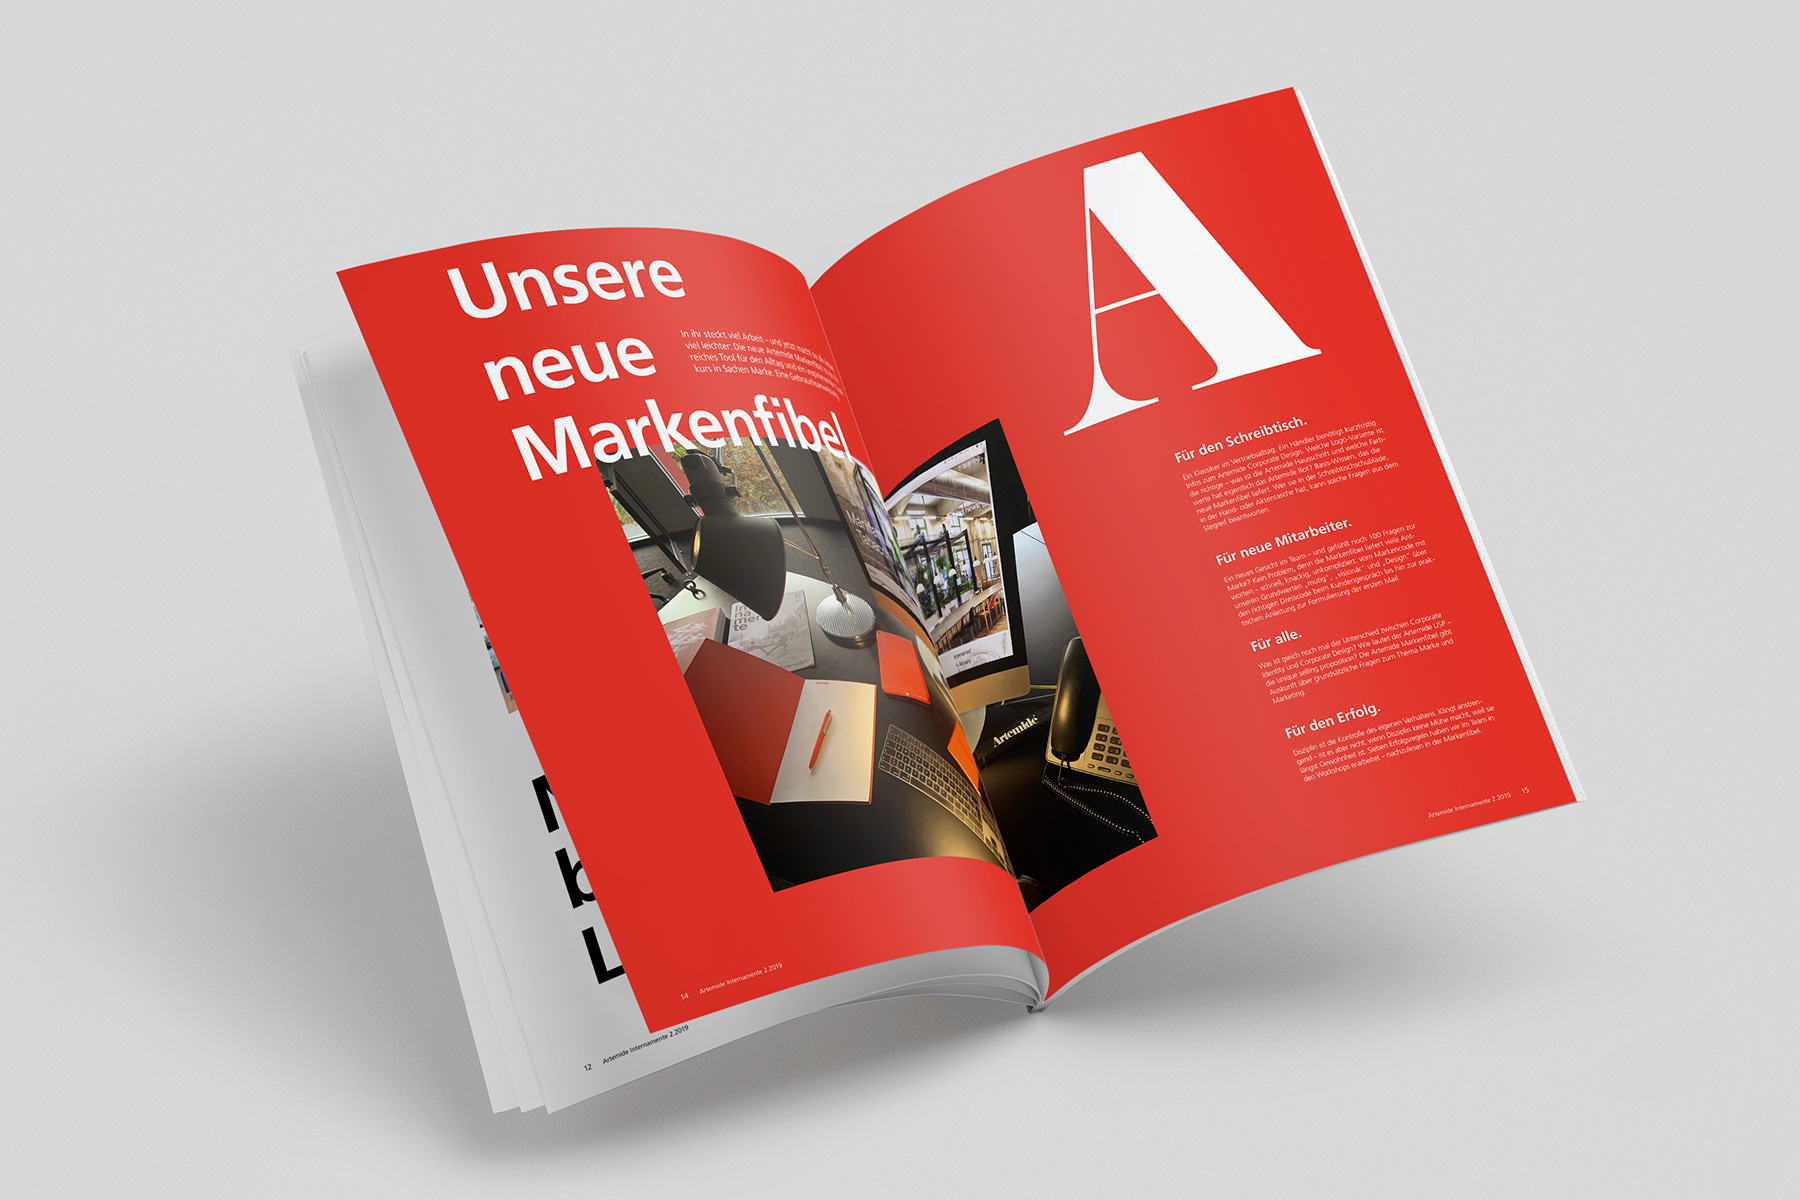 Unsere
neue
Markenfibel
In ihr steckt viel Arbeit – und jetzt macht sie
viel leichter: Die neue Artemide Markenfibel
reiches Tool für den Alltag und ein inspirierender
kurs in Sachen Marke. Eine
A
Für den Schreibtisch.
Ein Klassiker im Vertriebsalltag: Ein Händler benötigt kurzfristig
Infos zum Artemide Corporate Design. Welche Logo-Variante ist
die richtige – was ist die Artemide Hausschrift und welche Farb-
werte hat eigentlich das Artemide Rot? Basis-Wissen, das die
neue Markenfibel liefert. Wer sie in der Schreibtischschublade,
in der Hand- oder Aktentasche hat, kann solche Fragen aus dem
Stegreif beantworten.
Für neue Mitarbeiter.
Ein neues Gesicht im Team – und gefühlt noch 100 Fragen zur
Marke? Kein Problem, denn die Markenfibel liefert viele Ant-
worten – schnell, knackig, unkompliziert: vom Markencode mit
unseren Grundwerten „mutig“, „visionär“ und „Design“ über
den richtigen Dresscode beim Kundengespräch bis hin zur prak-
tischen Anleitung zur Formulierung der ersten Mail.
Für alle.
Was ist gleich noch mal der Unterschied zwischen Corporate
Identity und Corporate Design? Wie lautet der Artemide USP –
die unique selling proposition? Die Artemide Markenfibel gibt
Auskunft über grundsätzliche Fragen zum Thema Marke und
Marketing.
Für den Erfolg.
Disziplin ist die Kontrolle des eigenen Verhaltens. Klingt anstren-
gend – ist es aber nicht, wenn Disziplin keine Mühe macht, weil sie
längst Gewohnheit ist. Sieben Erfolgsregeln haben wir im Team in
den Workshops erarbeitet – nachzulesen in der Markenfibel.
Artemide
14 Artemide Internamente 2.2019
Artemide Internamente 2.2019 15
12 Artemide Internamente 2.2019